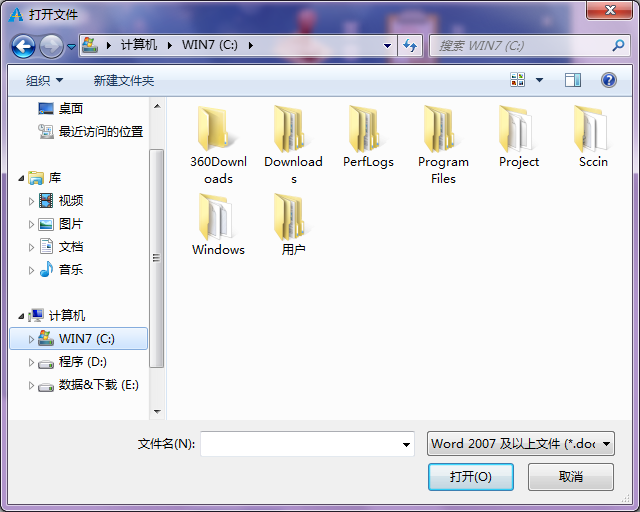 打开文件
计算机
WIN7 (C:)
搜索 WIN7 (C:)
组织
新建文件夹
桌面
最近访问的位置
库
视频
图片
文档
音乐
计算机
WIN7 (C:)
程序 (D:)
数据&下载 (E:)
360Downl
oads
Download
s
PerfLogs
Program
Files
Project
Sccin
Windows
用户
文件名(N):
Word 2007 及以上文件 (*.doc
打开(O)
取消